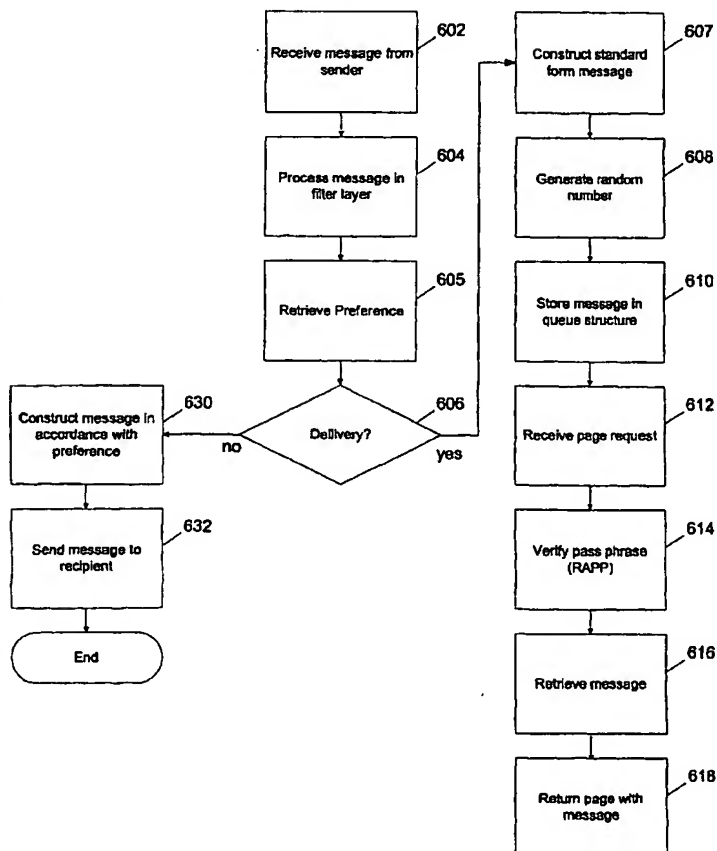 602
Receive message from
sender
604
Process message in
filter layer
605
Retrieve Preference
606
Delivery?
no
yes
630
Construct message in
accordance with
preference
632
Send message to
recipient
End
607
Construct standard
form message
608
Generate random
number
610
Store message in
queue structure
612
Receive page request
614
Verify pass phrase
(RAPP)
616
Retrieve message
618
Return page with
message